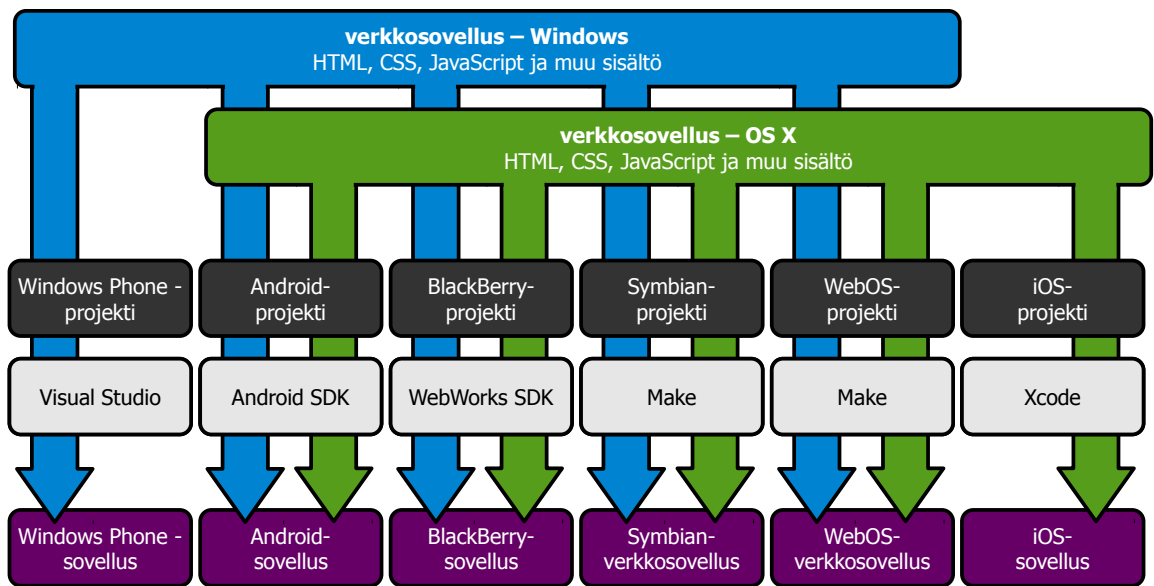 verkkosovellus – Windows
HTML, CSS, JavaScript ja muu sisältö
verkkosovellus – OS X
HTML, CSS, JavaScript ja muu sisältö
Windows Phone -
projekti
Android-
projekti
BlackBerry-
projekti
Symbian-
projekti
WebOS-
projekti
iOS-
projekti
Visual Studio
Android SDK
WebWorks SDK
Make
Make
Xcode
Windows Phone -
sovellus
Android-
sovellus
BlackBerry-
sovellus
Symbian-
verkkosovellus
WebOS-
verkkosovellus
iOS-
sovellus